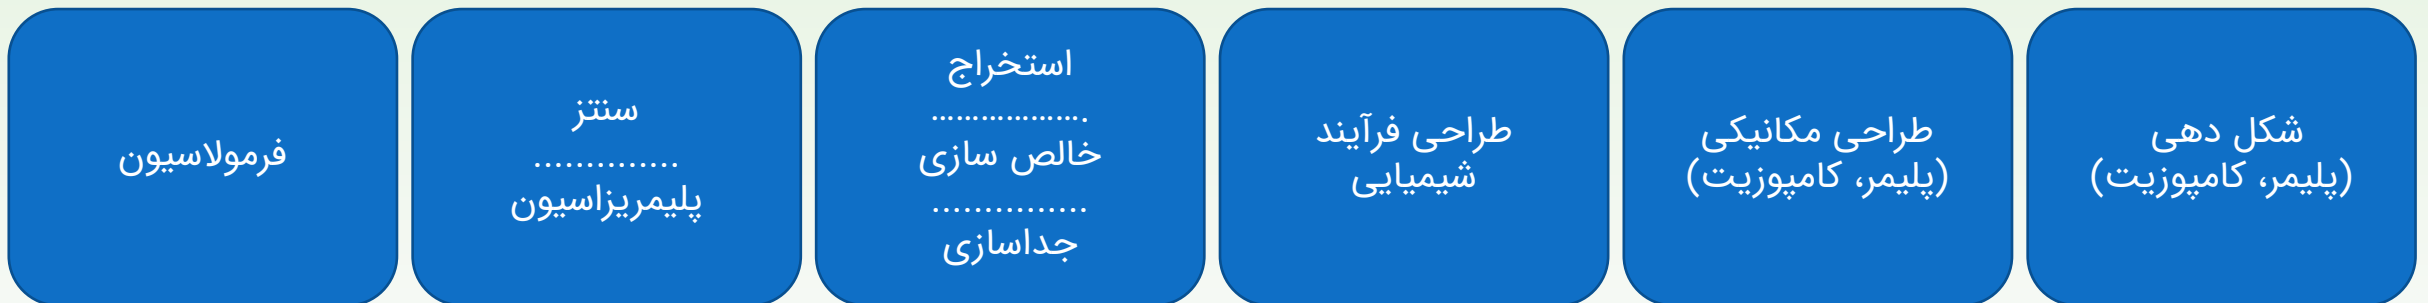 شکل دهی
(پلیمر، کامپوزیت)
طراحی مکانیکی
(پلیمر، کامپوزیت)
طراحی فرآیند
شیمیایی
استخراج
.................
خالص سازی
...............
جداسازی
سنتز
..............
پلیمریزاسیون
فرمولاسیون